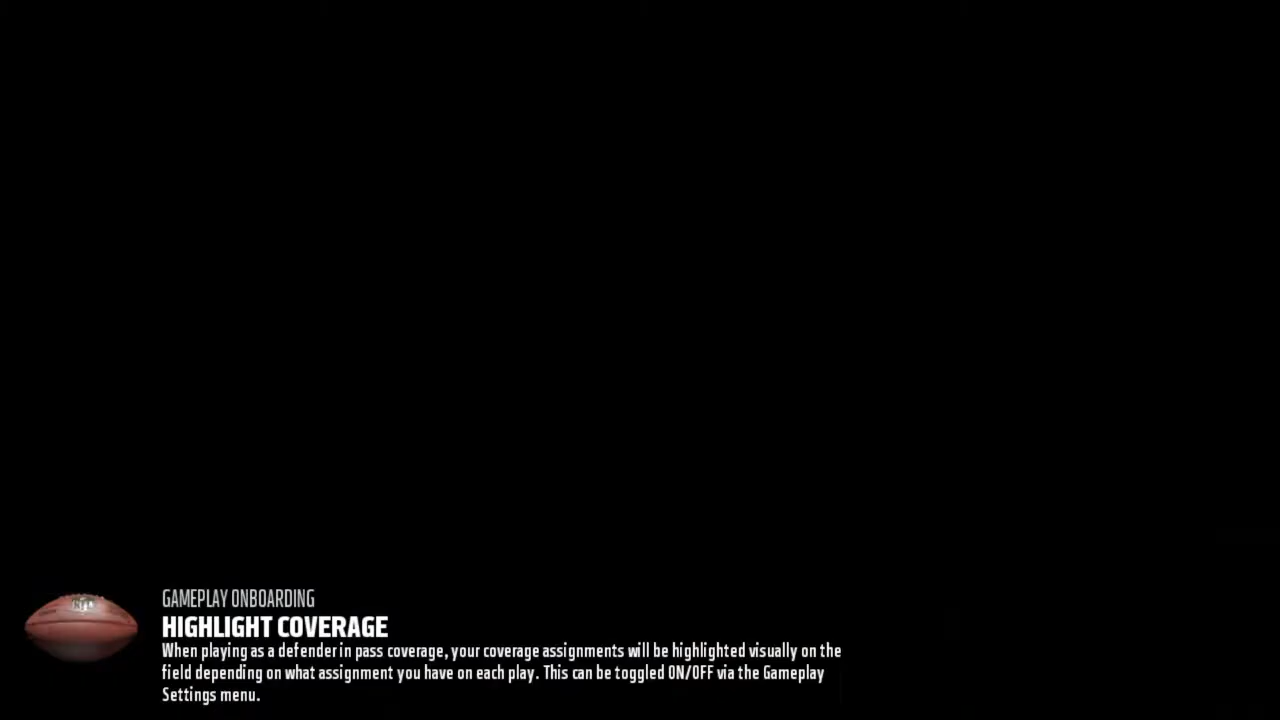 GAMEPLAY ONBOARDING
HIGHLIGHT COVERAGE
When playing as a defender in pass coverage, your coverage assignments will be highlighted visually on the
field depending on what assignment you have on each play. This can be toggled ON/OFF via the Gameplay
Settings menu.